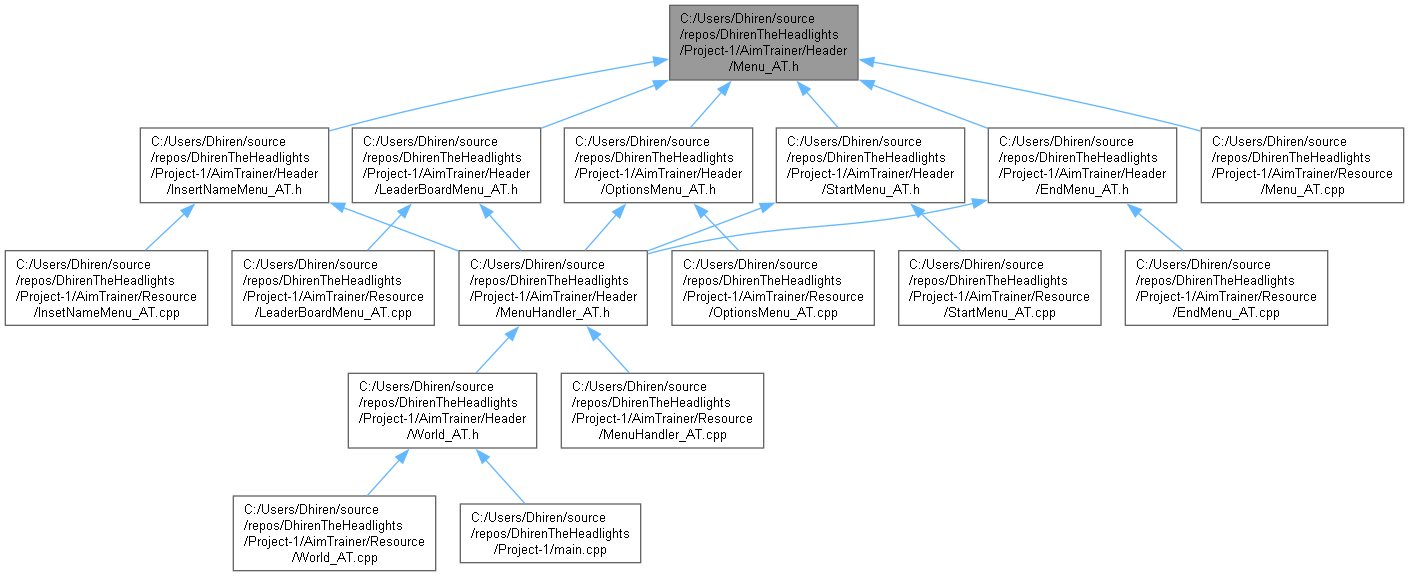 C:/Users/Dhiren/source
/repos/DhirenTheHeadlights
/Project-1/AimTrainer/Header
/Menu_AT.h
C:/Users/Dhiren/source
/repos/DhirenTheHeadlights
/Project-1/AimTrainer/Header
/InsetNameMenu_AT.h
C:/Users/Dhiren/source
/repos/DhirenTheHeadlights
/Project-1/AimTrainer/Header
/LeaderBoardMenu_AT.h
C:/Users/Dhiren/source
/repos/DhirenTheHeadlights
/Project-1/AimTrainer/Header
/OptionsMenu_AT.h
C:/Users/Dhiren/source
/repos/DhirenTheHeadlights
/Project-1/AimTrainer/Header
/StartMenu_AT.h
C:/Users/Dhiren/source
/repos/DhirenTheHeadlights
/Project-1/AimTrainer/Header
/EndMenu_AT.h
C:/Users/Dhiren/source
/repos/DhirenTheHeadlights
/Project-1/AimTrainer/Resource
/Menu_AT.cpp
C:/Users/Dhiren/source
/repos/DhirenTheHeadlights
/Project-1/AimTrainer/Resource
/InsetNameMenu_AT.cpp
C:/Users/Dhiren/source
/repos/DhirenTheHeadlights
/Project-1/AimTrainer/Resource
/LeaderBoardMenu_AT.cpp
C:/Users/Dhiren/source
/repos/DhirenTheHeadlights
/Project-1/AimTrainer/Header
/MenuHandler_AT.h
C:/Users/Dhiren/source
/repos/DhirenTheHeadlights
/Project-1/AimTrainer/Resource
/OptionsMenu_AT.cpp
C:/Users/Dhiren/source
/repos/DhirenTheHeadlights
/Project-1/AimTrainer/Resource
/StartMenu_AT.cpp
C:/Users/Dhiren/source
/repos/DhirenTheHeadlights
/Project-1/AimTrainer/Resource
/EndMenu_AT.cpp
C:/Users/Dhiren/source
/repos/DhirenTheHeadlights
/Project-1/AimTrainer/Header
/World_AT.h
C:/Users/Dhiren/source
/repos/DhirenTheHeadlights
/Project-1/AimTrainer/Resource
/MenuHandler_AT.cpp
C:/Users/Dhiren/source
/repos/DhirenTheHeadlights
/Project-1/AimTrainer/Resource
/World_AT.cpp
C:/Users/Dhiren/source
/repos/DhirenTheHeadlights
/Project-1/main.cpp